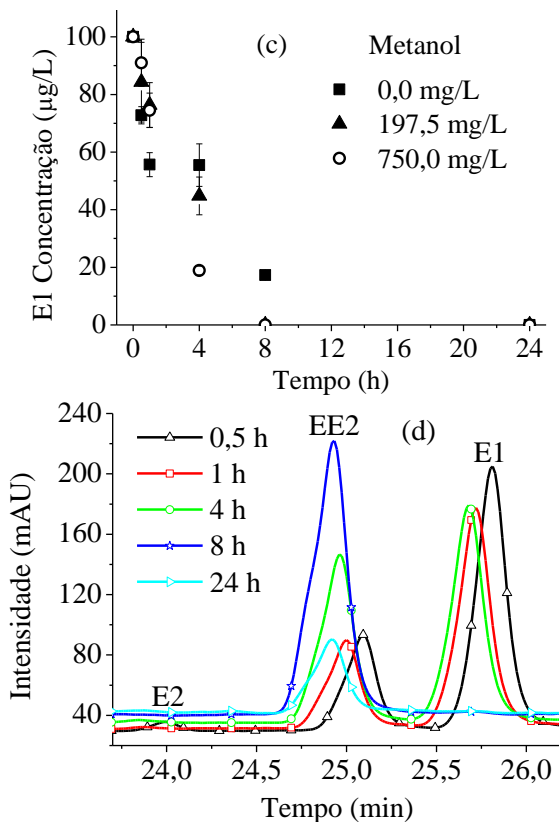 (c)
Metanol
0,0 mg/L
197,5 mg/L
750,0 mg/L
E1 Concentração (µg/L)
100
80
60
40
20
0
0 4 8 12 16 20 24
Tempo (h)
(d)
0,5 h
1 h
4 h
8 h
24 h
EE2
E1
E2
Intensidade (mAU)
240
200
160
120
80
40
24,0 24,5 25,0 25,5 26,0
Tempo (min)